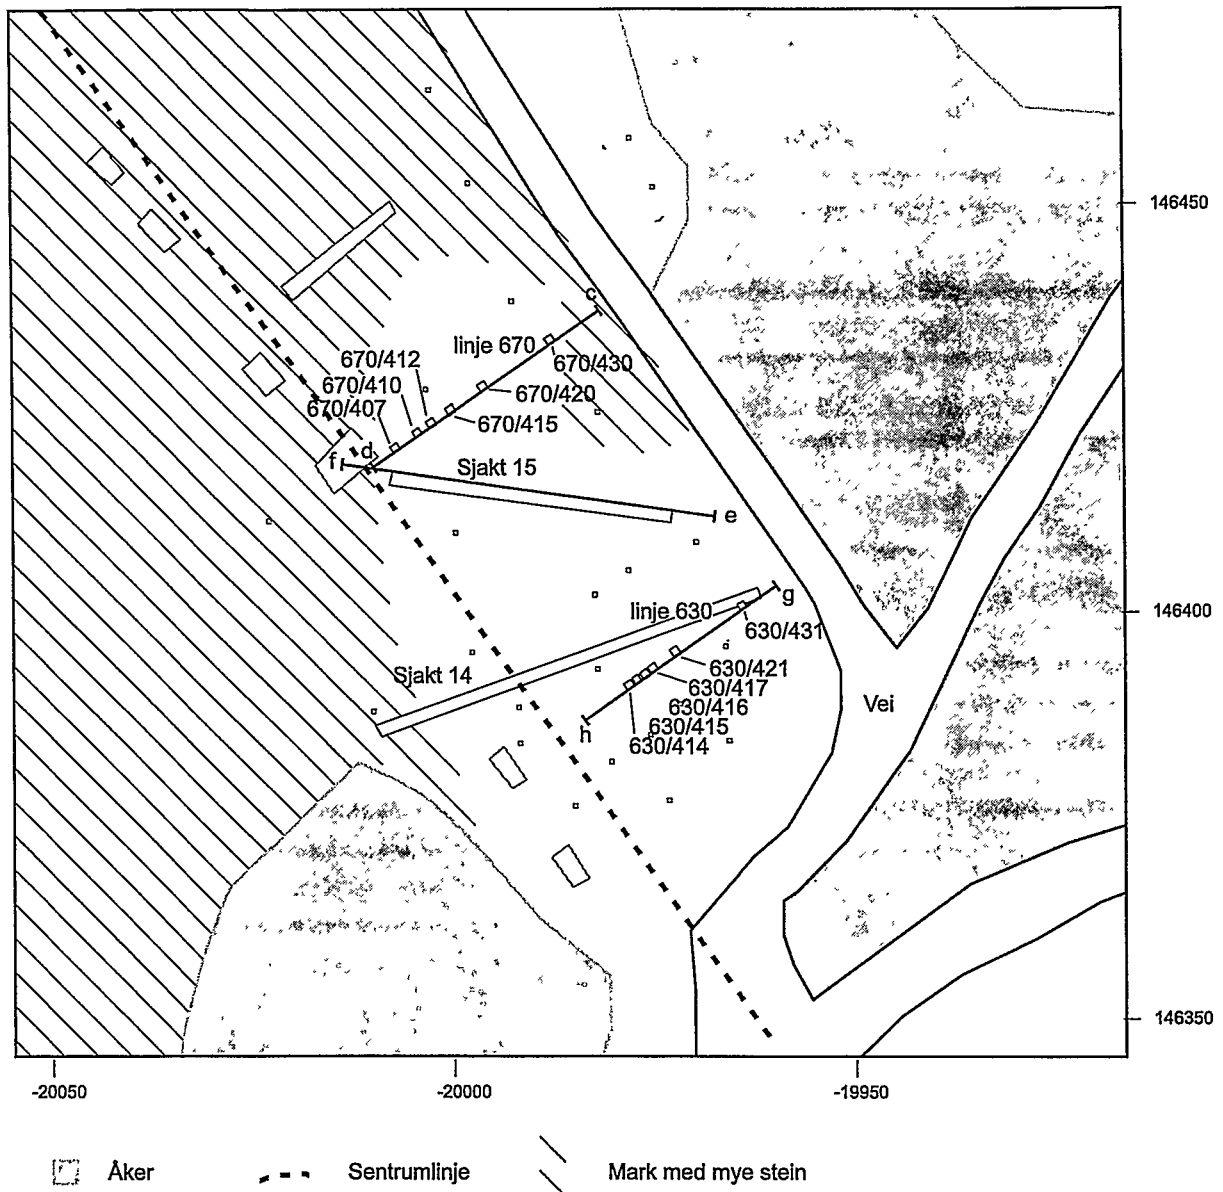 146450
c
linje 670
670/412
670/430
670/410
670/420
670/407
670/415
d
f
Sjakt 15
e
g
linje 630
146400
630/431
Sjakt 14
630/421
630/417
630/416
Vei
630/415
h
630/414
146350
-20050
-20000
-19950
Åker
Sentrumlinje
Mark med mye stein